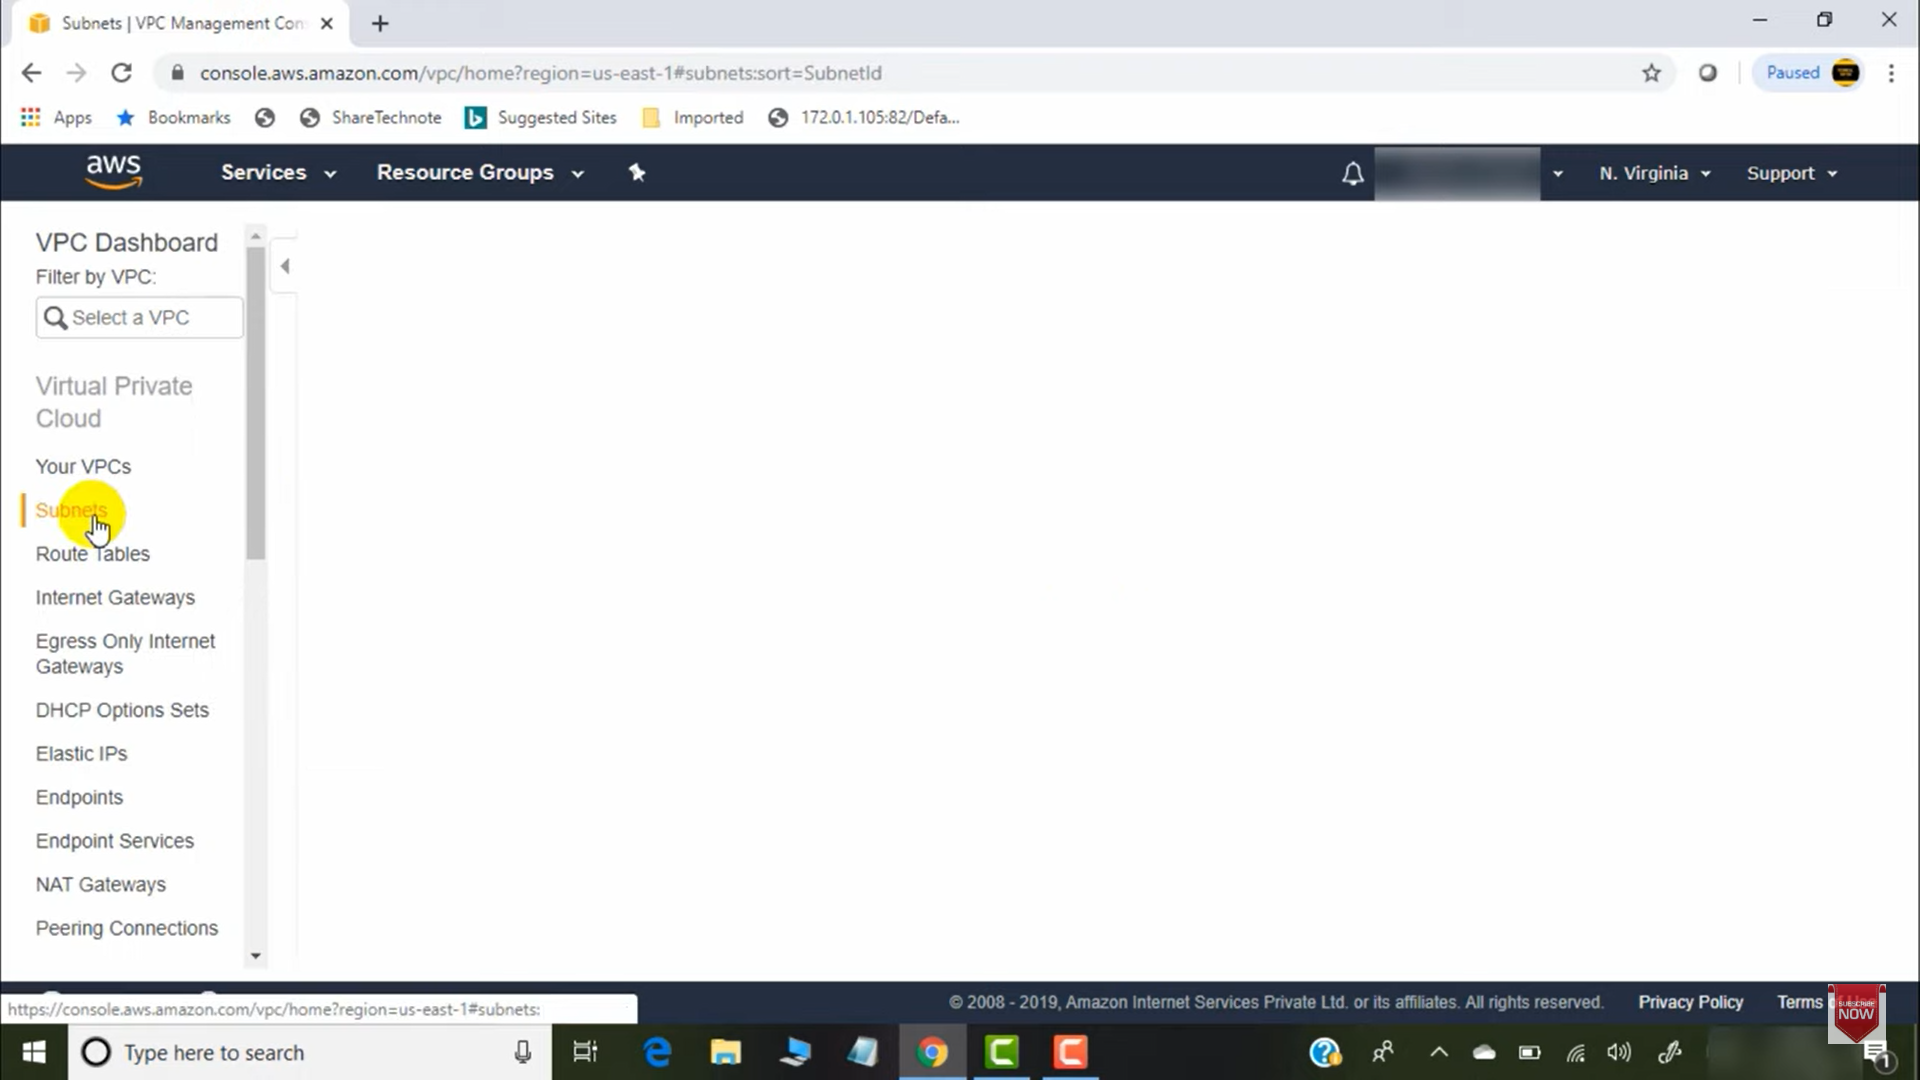 Subnets | VPC Management Con
console.aws.amazon.com/vpc/home?region=us-east-1#subnets:sort=SubnetId
Paused
Apps
Bookmarks
ShareTechnote
Suggested Sites
Imported
172.0.1.105:82/Defa...
aws
Services
Resource Groups
N. Virginia
Support
VPC Dashboard
Filter by VPC:
Select a VPC
Virtual Private
Cloud
Your VPCs
Subnets
Route Tables
Internet Gateways
Egress Only Internet
Gateways
DHCP Options Sets
Elastic IPs
Endpoints
Endpoint Services
NAT Gateways
Peering Connections
https://console.aws.amazon.com/vpc/home?region=us-east-1#subnets:
© 2008 - 2019, Amazon Internet Services Private Ltd. or its affiliates. All rights reserved.
Privacy Policy
Terms
SUBSCRIBE
NOW
Type here to search
1